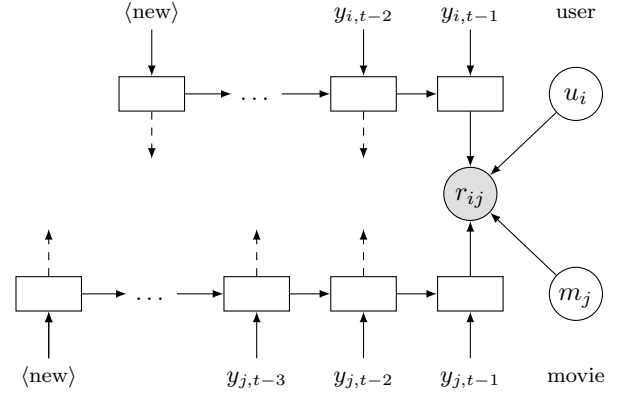 ⟨new⟩ y_{i,t−2} y_{i,t−1} user
... u_i
r_{ij}
... m_j
⟨new⟩ y_{j,t−3} y_{j,t−2} y_{j,t−1} movie